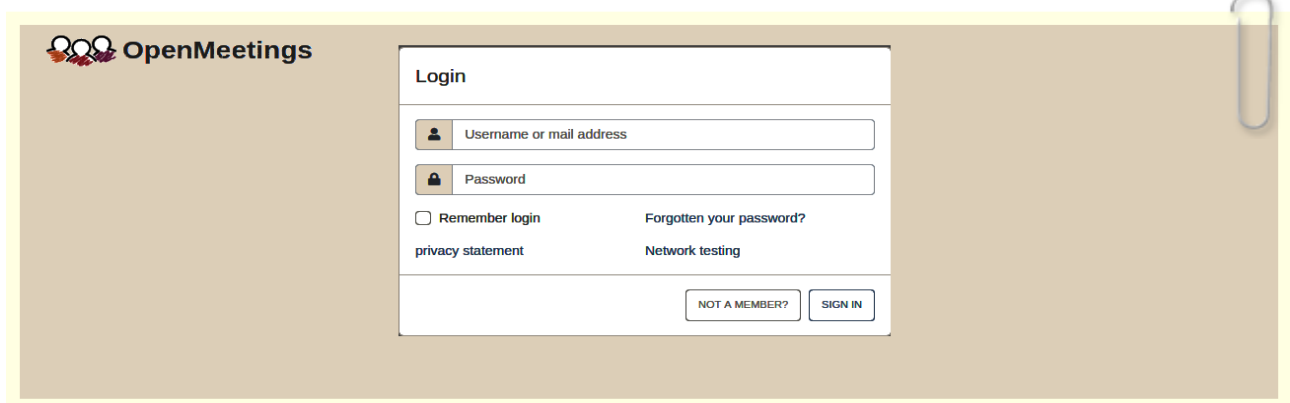 OpenMeetings
Login
Username or mail address
Password
Remember login
Forgotten your password?
privacy statement
Network testing
NOT A MEMBER?
SIGN IN